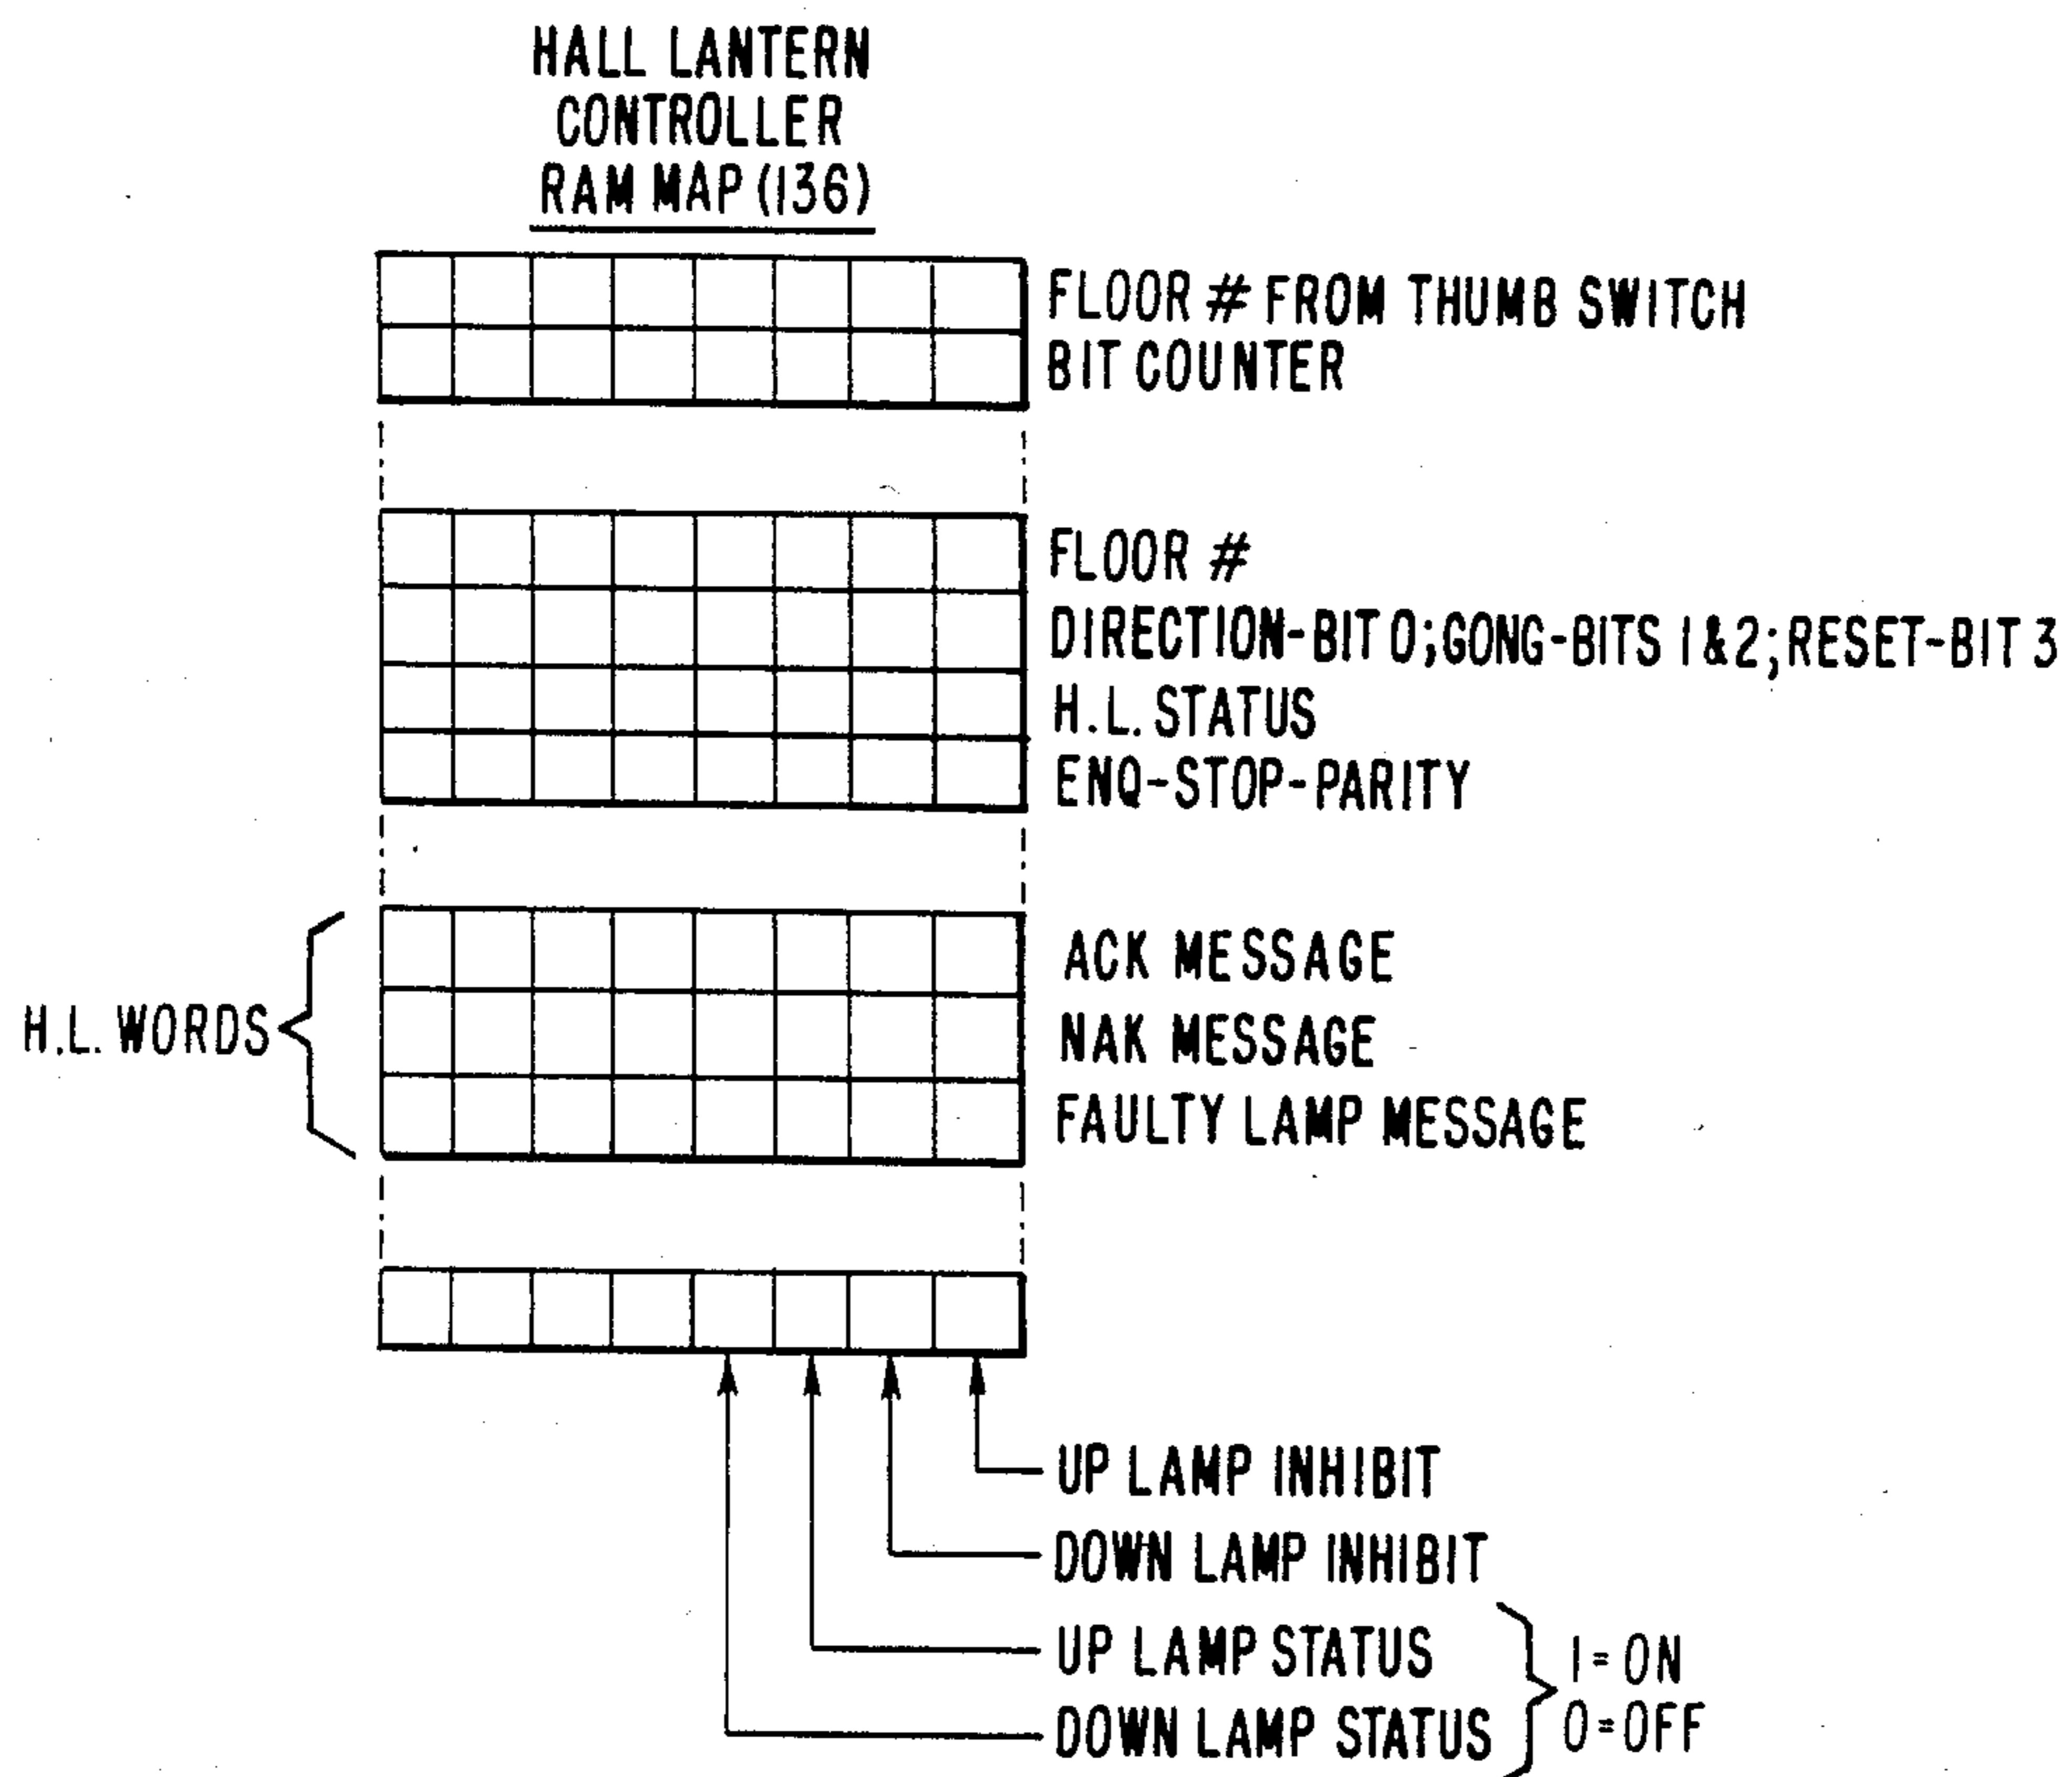 HALL LANTERN
CONTROLLER
RAM MAP (136)
FLOOR # FROM THUMB SWITCH
BIT COUNTER
FLOOR #
DIRECTION-BIT 0; GONG-BITS 1 & 2; RESET-BIT 3
H.L. STATUS
ENQ-STOP-PARITY
H.L. WORDS
ACK MESSAGE
NAK MESSAGE
FAULTY LAMP MESSAGE
UP LAMP INHIBIT
DOWN LAMP INHIBIT
UP LAMP STATUS
DOWN LAMP STATUS
1 = ON
0 = OFF